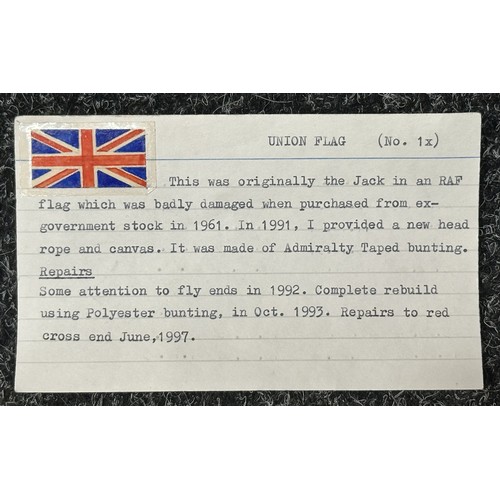 UNION FLAG (No. 1x)
This was originally the Jack in an RAF
flag which was badly damaged when purchased from ex-
government stock in 1961. In 1991, I provided a new head
rope and canvas. It was made of Admiralty Taped bunting.
Repairs
Some attention to fly ends in 1992. Complete rebuild
using Polyester bunting, in Oct. 1993. Repairs to red
cross end June,1997.